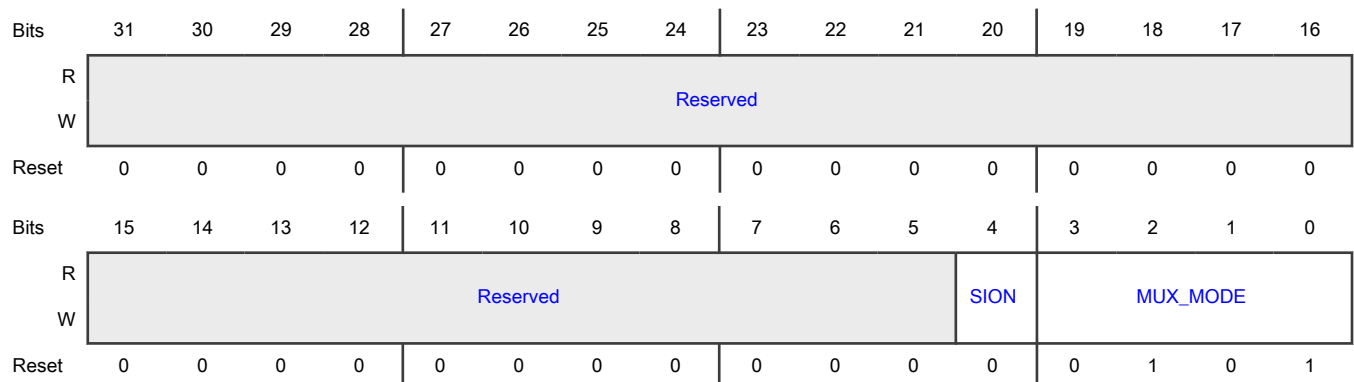 Bits 31 30 29 28 27 26 25 24 23 22 21 20 19 18 17 16
R
Reserved
W
Reset 0 0 0 0 0 0 0 0 0 0 0 0 0 0 0 0
Bits 15 14 13 12 11 10 9 8 7 6 5 4 3 2 1 0
R
Reserved SION MUX_MODE
W
Reset 0 0 0 0 0 0 0 0 0 0 0 0 0 1 0 1